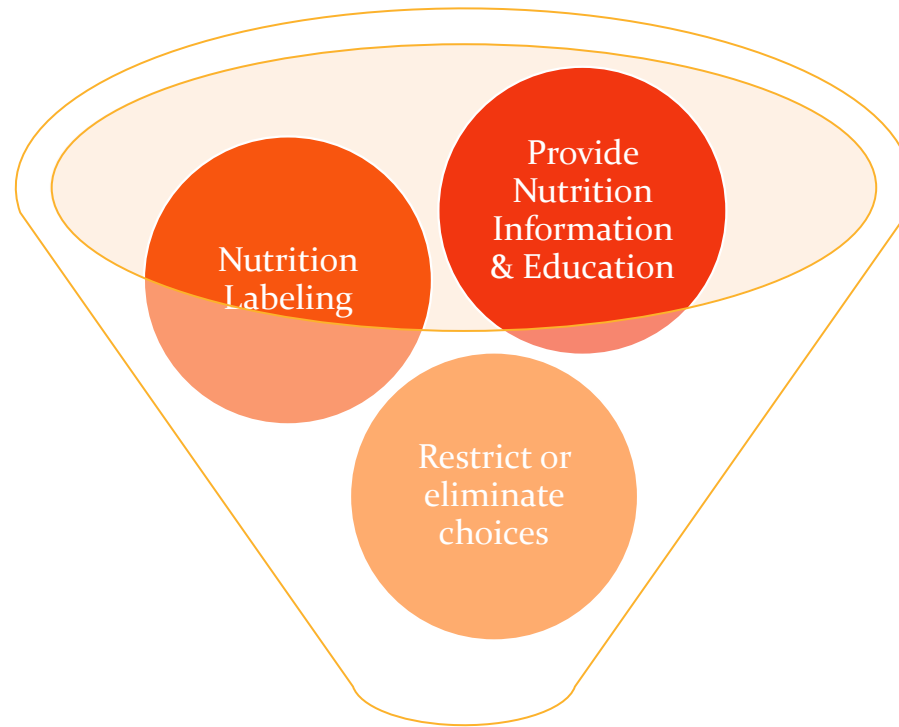 Provide
Nutrition
Information
& Education
Nutrition
Labeling
Restrict or
eliminate
choices